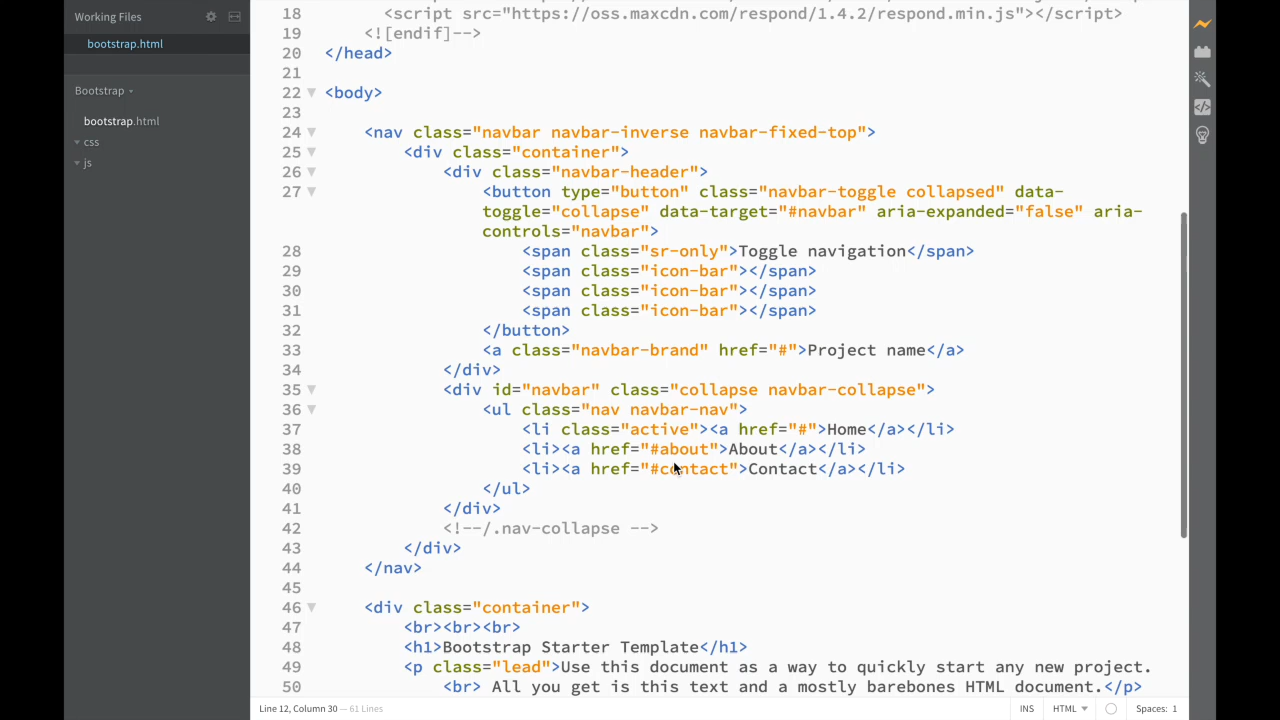 Working Files
bootstrap.html
Bootstrap
bootstrap.html
css
js
18 <script src="https://oss.maxcdn.com/respond/1.4.2/respond.min.js"></script>
19 <![endif]-->
20 </head>
21
22 <body>
23
24 <nav class="navbar navbar-inverse navbar-fixed-top">
25 <div class="container">
26 <div class="navbar-header">
27 <button type="button" class="navbar-toggle collapsed" data-
toggle="collapse" data-target="#navbar" aria-expanded="false" aria-
controls="navbar">
28 <span class="sr-only">Toggle navigation</span>
29 <span class="icon-bar"></span>
30 <span class="icon-bar"></span>
31 <span class="icon-bar"></span>
32 </button>
33 <a class="navbar-brand" href="#">Project name</a>
34 </div>
35 <div id="navbar" class="collapse navbar-collapse">
36 <ul class="nav navbar-nav">
37 <li class="active"><a href="#">Home</a></li>
38 <li><a href="#about">About</a></li>
39 <li><a href="#contact">Contact</a></li>
40 </ul>
41 </div>
42 <!--/.nav-collapse -->
43 </div>
44 </nav>
45
46 <div class="container">
47 <br><br><br>
48 <h1>Bootstrap Starter Template</h1>
49 <p class="lead">Use this document as a way to quickly start any new project.
50 <br> All you get is this text and a mostly barebones HTML document.</p>
Line 12, Column 30 — 61 Lines
INS
HTML
Spaces: 1